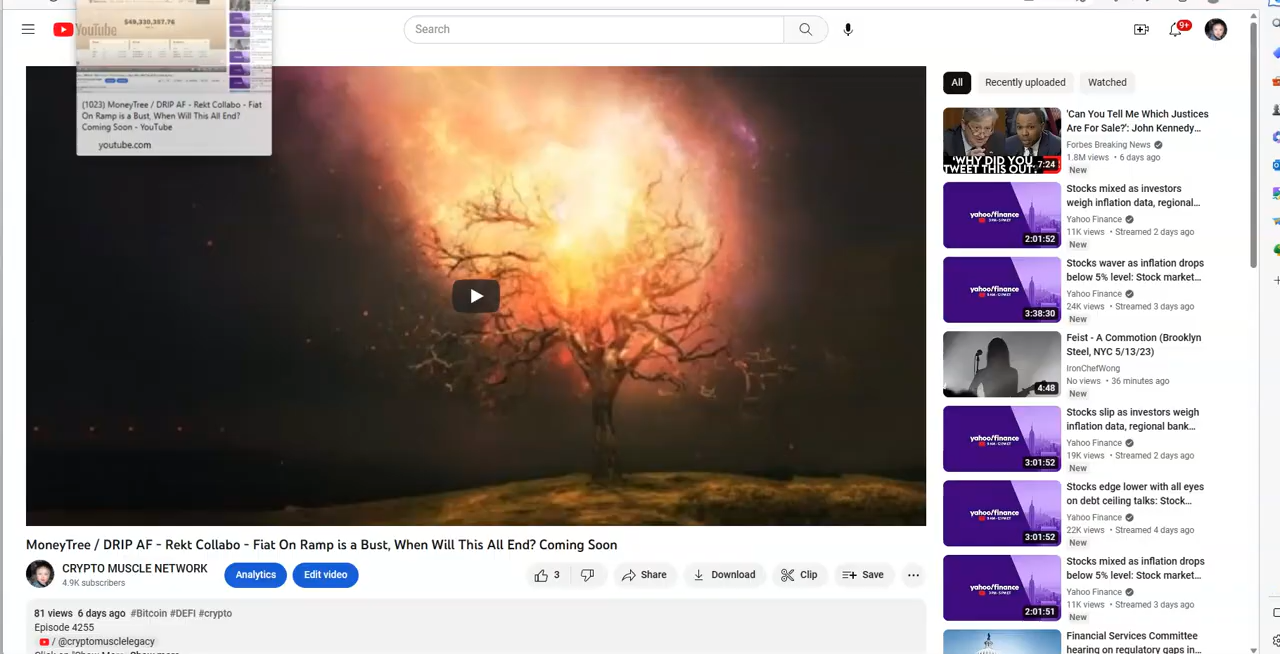 $48,330,357.76
YouTube
Search
9+
(1023) MoneyTree / DRIP AF - Rekt Collabo - Fiat
On Ramp is a Bust, When Will This All End?
Coming Soon - YouTube
youtube.com
All
Recently uploaded
Watched
'WHY DID YOU
TWEET THIS OUT?'
7:24
'Can You Tell Me Which Justices
Are For Sale?': John Kennedy...
Forbes Breaking News
1.8M views • 6 days ago
New
yahoo/finance
2:01:52
Stocks mixed as investors
weigh inflation data, regional...
Yahoo Finance
11K views • Streamed 2 days ago
New
yahoo/finance
3:38:30
Stocks waver as inflation drops
below 5% level: Stock market...
Yahoo Finance
24K views • Streamed 3 days ago
New
4:48
Feist - A Commotion (Brooklyn
Steel, NYC 5/13/23)
IronChefWong
No views • 36 minutes ago
New
yahoo/finance
3:01:52
Stocks slip as investors weigh
inflation data, regional bank...
Yahoo Finance
19K views • Streamed 2 days ago
New
yahoo/finance
3:01:52
Stocks edge lower with all eyes
on debt ceiling talks: Stock...
Yahoo Finance
22K views • Streamed 4 days ago
New
yahoo/finance
2:01:51
Stocks mixed as inflation drops
below 5% level: Stock market...
Yahoo Finance
11K views • Streamed 3 days ago
New
Financial Services Committee
hearing on regulatory gaps in...
MoneyTree / DRIP AF - Rekt Collabo - Fiat On Ramp is a Bust, When Will This All End? Coming Soon
CRYPTO MUSCLE NETWORK
4.9K subscribers
Analytics
Edit video
3
Share
Download
Clip
Save
81 views 6 days ago #Bitcoin #DEFI #crypto
Episode 4255
/ @cryptomusclelegacy
Click on "Show More Show more